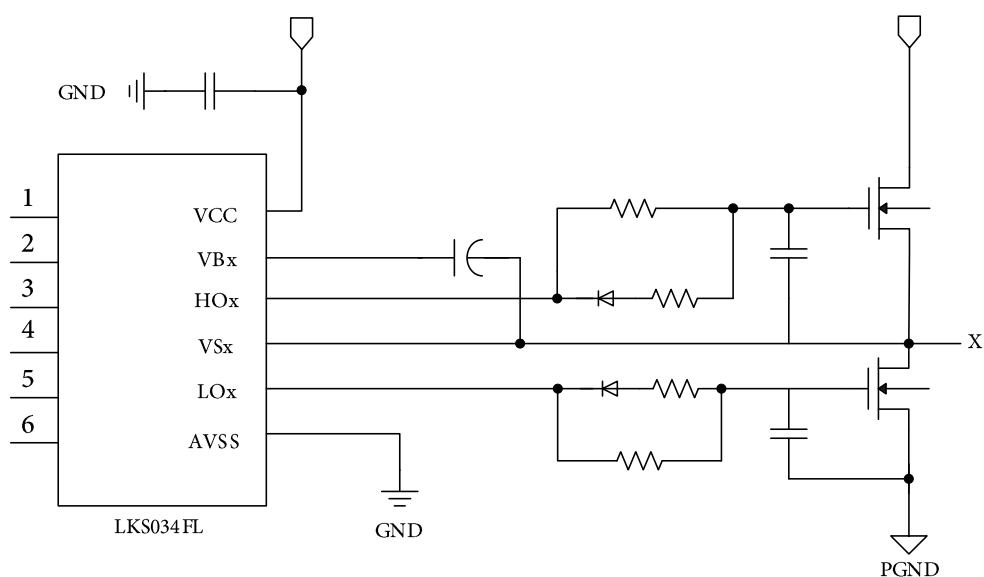 GND
1
2
3
4
5
6
VCC
VBx
HOx
VSx
LOx
AVSS
LKS034FL
GND
X
PGND